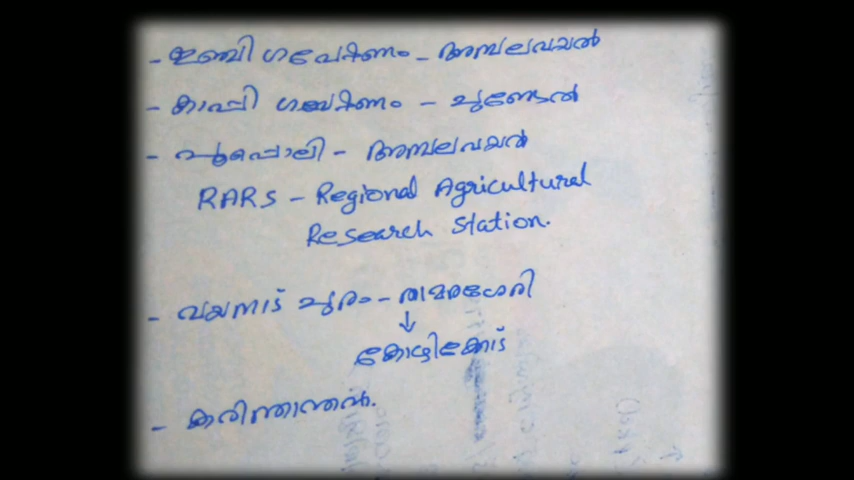 - ഇഞ്ചി ഗവേഷണം - അമ്പലവയൽ
- കാപ്പി ഗവേഷണം - ചുണ്ടേൽ
- പൂപ്പൊലി - അമ്പലവയൽ
RARS - Regional Agricultural
Research Station.
- വയനാട് ചുരം - താമരശേരി
↓
കോഴിക്കോട്
- കരിന്തണ്ടൻ.